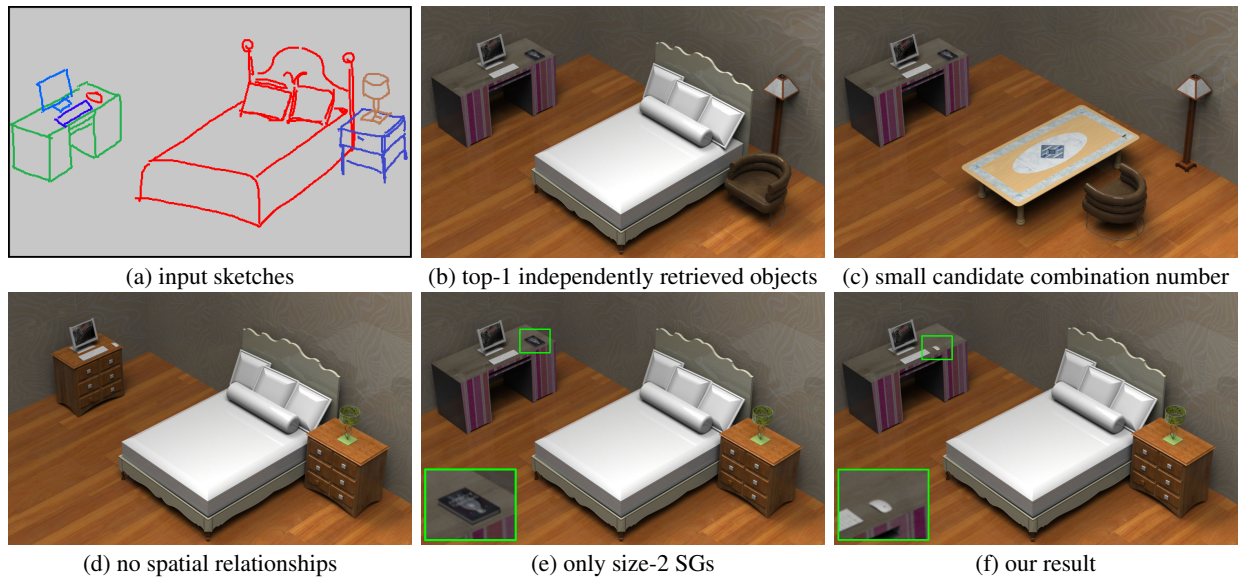 (a) input sketches
(b) top-1 independently retrieved objects
(c) small candidate combination number
(d) no spatial relationships
(e) only size-2 SGs
(f) our result